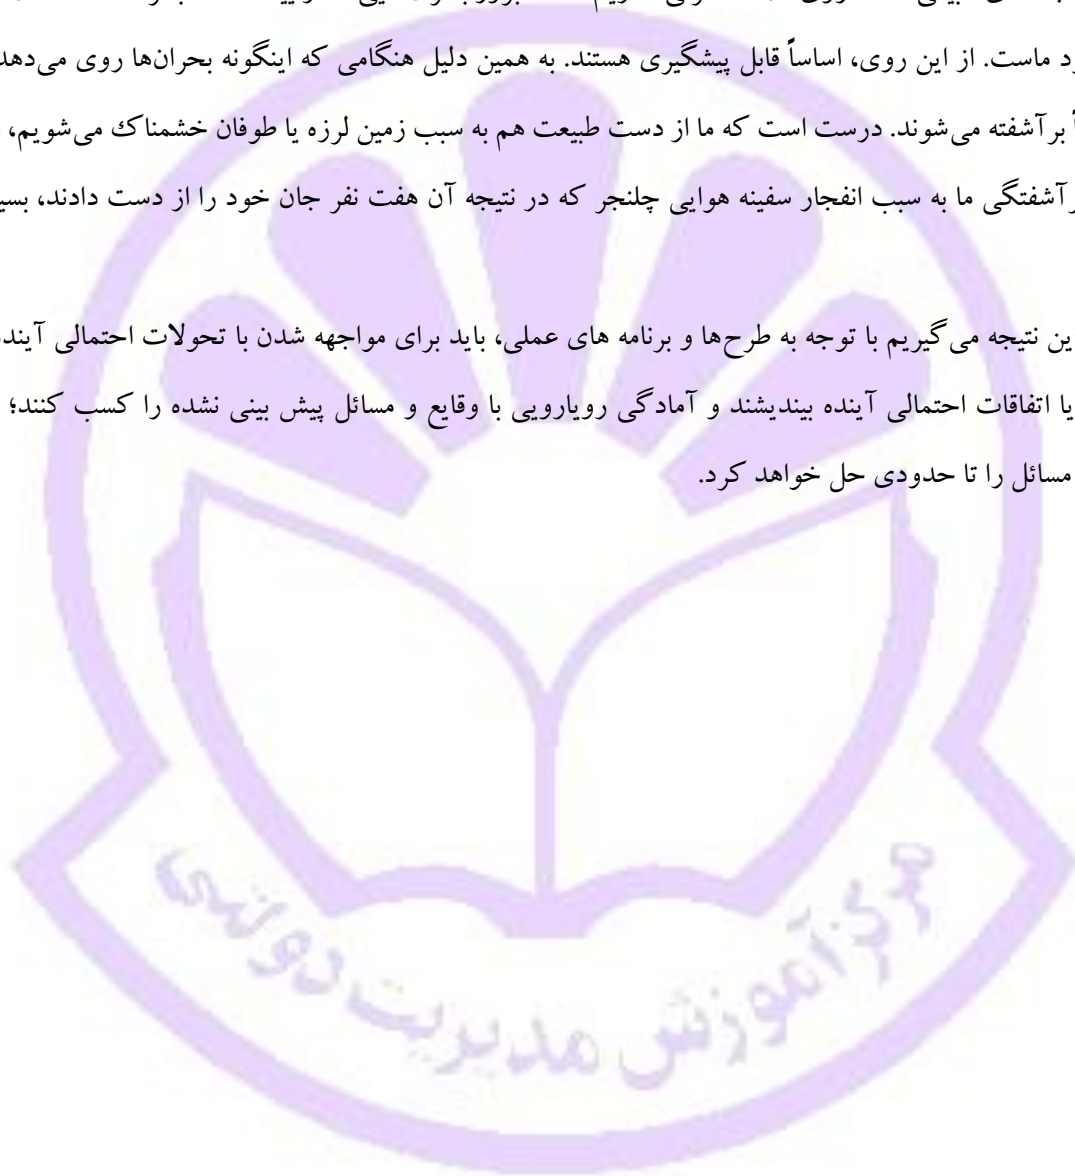 د ماست. از این روی، اساساً قابل پیشگیری هستند. به همین دلیل هنگامی که اینگونه بحران‌ها روی می‌دهد
برآشفته می‌شوند. درست است که ما از دست طبیعت هم به سبب زمین لرزه یا طوفان خشمناک می‌شویم،
رآشفتگی ما به سبب انفجار سفینه هوایی چلنجر که در نتیجه آن هفت نفر جان خود را از دست دادند، بسی
ین نتیجه می‌گیریم با توجه به طرح‌ها و برنامه های عملی، باید برای مواجهه شدن با تحولات احتمالی آیند
یا اتفاقات احتمالی آینده بیندیشند و آمادگی رویارویی با وقایع و مسائل پیش بینی نشده را کسب کنند؛
مسائل را تا حدودی حل خواهد کرد.
مرکز آموزش مدیریت دولتی